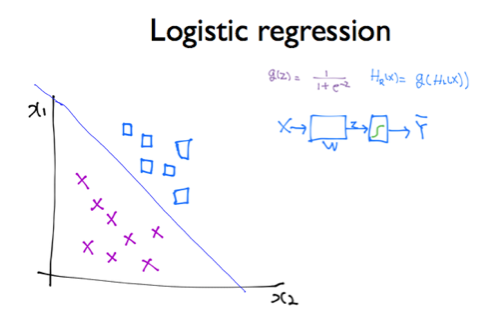 Logistic regression
g(z) = 1 / 1 + e^-z H_R(x) = g(H_L(x))
X → W z → → Ȳ
x1
x2